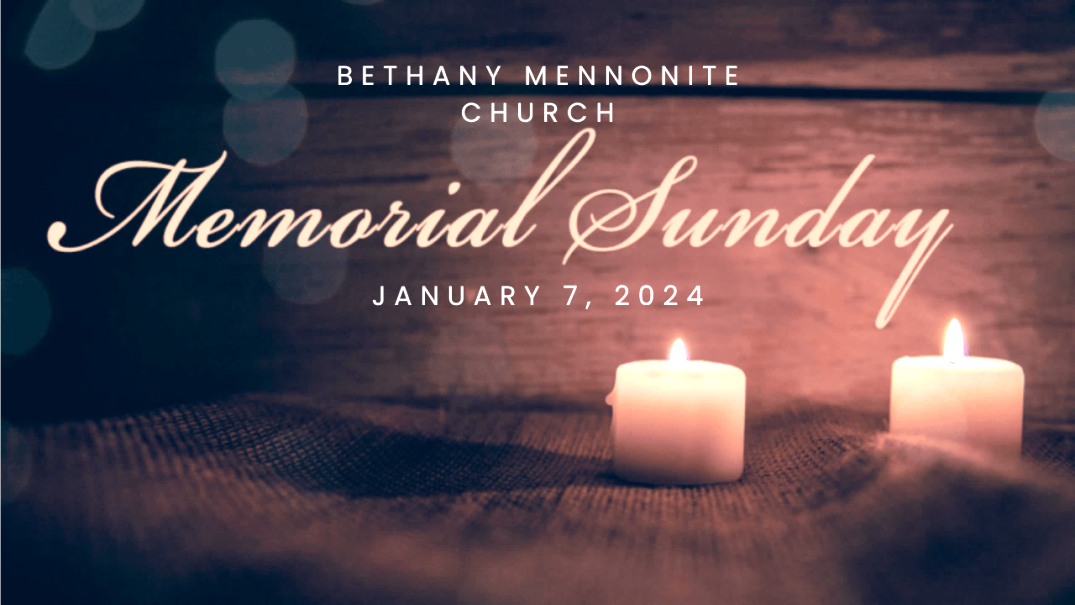 BETHANY MENNONITE
CHURCH
Memorial Sunday
JANUARY 7, 2024